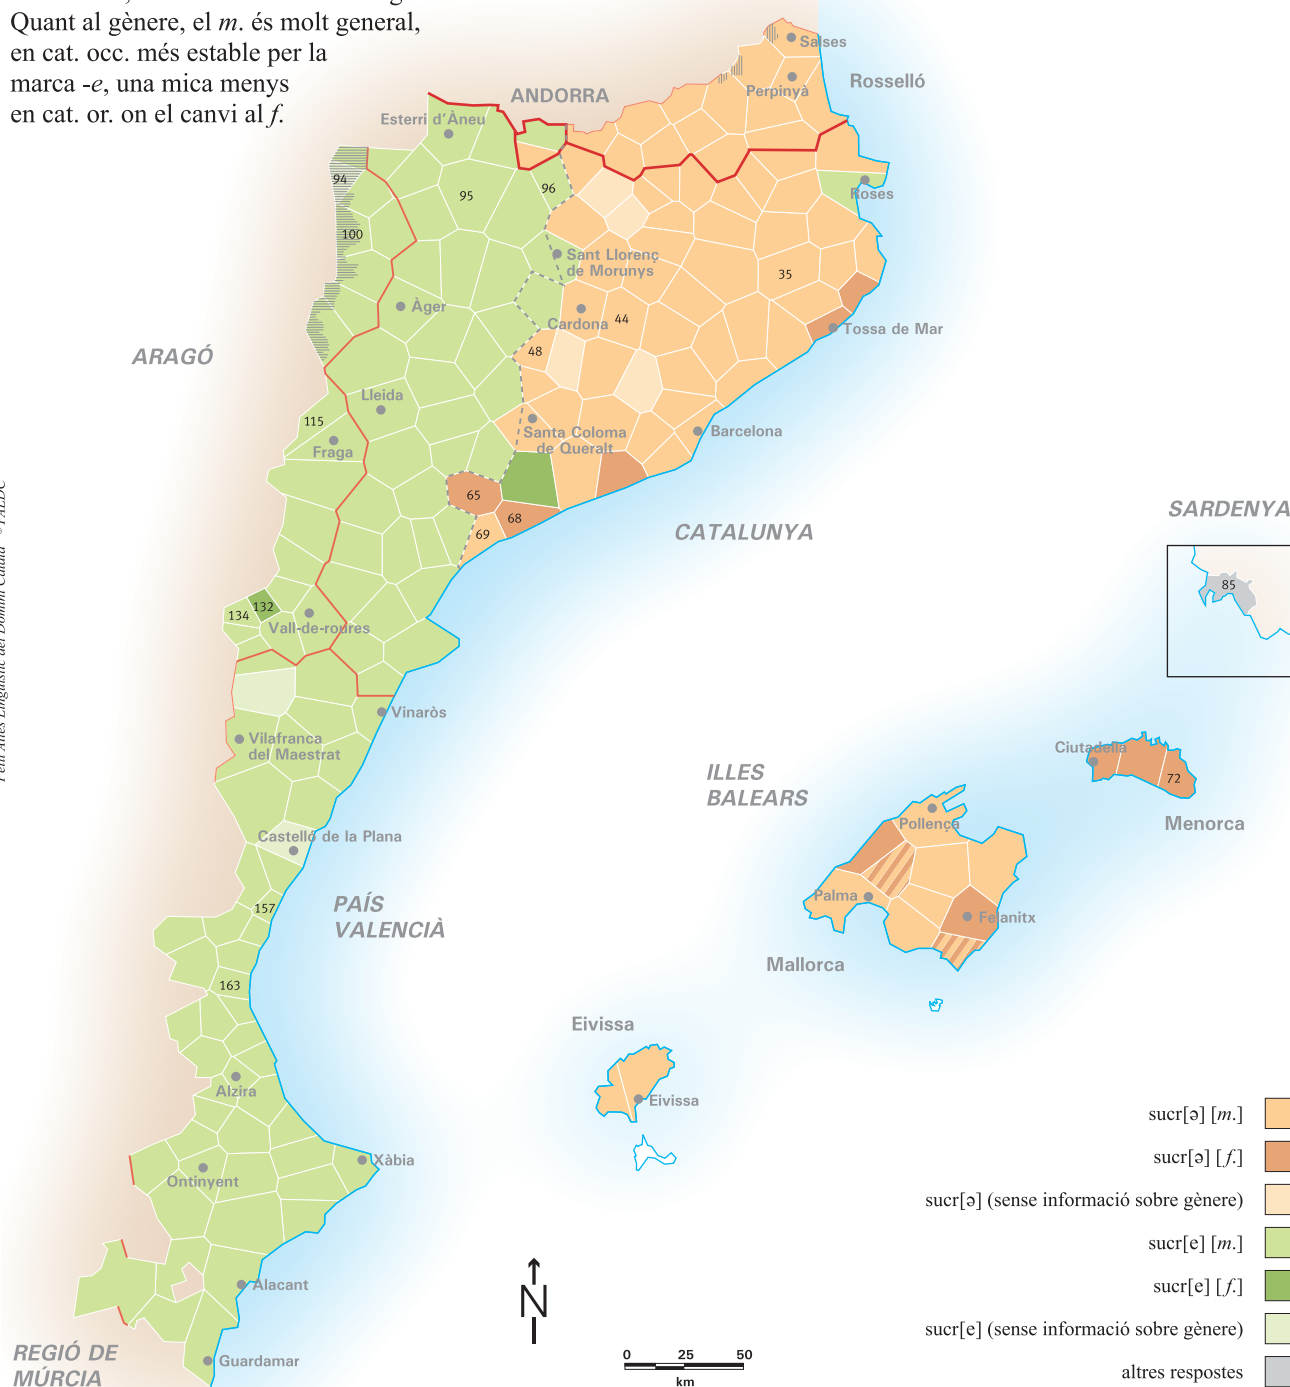 Quant al gènere, el m. és molt general,
en cat. occ. més estable per la
marca -e, una mica menys
en cat. or. on el canvi al f.
Salses
Perpinyà
Rosselló
ANDORRA
Esterri d'Àneu
94
95
96
Roses
100
Sant Llorenç
de Morunys
35
Àger
Cardona
44
Tossa de Mar
ARAGÓ
48
Lleida
115
Fraga
Santa Coloma
de Queralt
Barcelona
65
68
69
CATALUNYA
SARDENYA
85
132
134
Vall-de-roures
Vinaròs
Vilafranca
del Maestrat
Ciutadella
72
Menorca
ILLES
BALEARS
Pollença
Castelló de la Plana
Palma
Felanitx
157
PAÍS
VALENCIÀ
Mallorca
163
Eivissa
Eivissa
Alzira
Xàbia
Ontinyent
Alacant
Guardamar
REGIÓ DE
MÚRCIA
N
0 25 50
km
sucr[ə] [m.]
sucr[ə] [f.]
sucr[ə] (sense informació sobre gènere)
sucr[e] [m.]
sucr[e] [f.]
sucr[e] (sense informació sobre gènere)
altres respostes